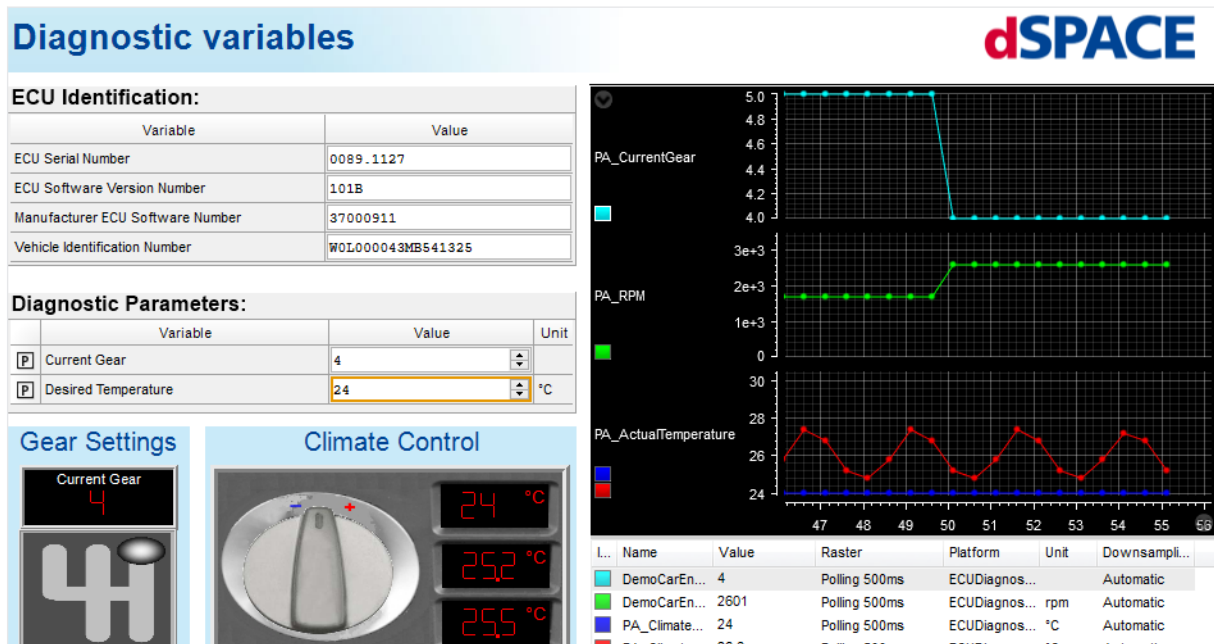 Diagnostic variables
dSPACE
ECU Identification:
Variable Value
ECU Serial Number 0089.1127
ECU Software Version Number 101B
Manufacturer ECU Software Number 37000911
Vehicle Identification Number W0L000043MB541325
Diagnostic Parameters:
Variable Value Unit
P Current Gear 4
P Desired Temperature 24 °C
Gear Settings
Current Gear
4
Climate Control
- +
24 °C
25.2 °C
25.5 °C
PA_CurrentGear
5.0
4.8
4.6
4.4
4.2
4.0
PA_RPM
3e+3
2e+3
1e+3
0
PA_ActualTemperature
30
28
26
24
47 48 49 50 51 52 53 54 55 56
I... Name Value Raster Platform Unit Downsampli...
DemoCarEn... 4 Polling 500ms ECUDiagnos... Automatic
DemoCarEn... 2601 Polling 500ms ECUDiagnos... rpm Automatic
PA_Climate... 24 Polling 500ms ECUDiagnos... °C Automatic